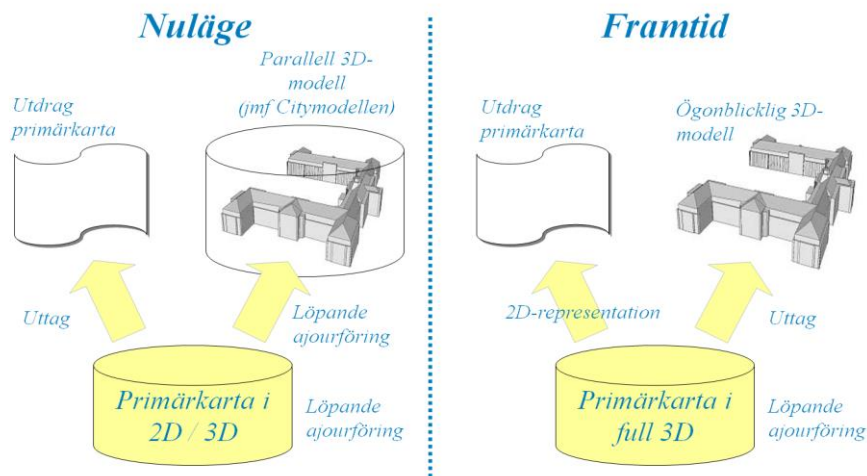 Nuläge
Parallell 3D-
modell
(jmf Citymodellen)
Utdrag
primärkarta
Uttag
Löpande
ajourföring
Primärkarta i
2D / 3D
Löpande
ajourföring
Framtid
Utdrag
primärkarta
Ögonblicklig 3D-
modell
2D-representation
Uttag
Primärkarta i
full 3D
Löpande
ajourföring